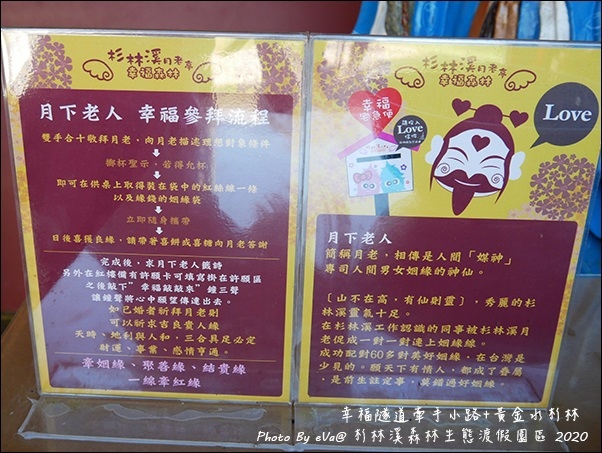 杉林溪月老亭
幸福森林
月下老人 幸福參拜流程
雙手合十敬拜月老，向月老描述理想對象條件
擲杯聖示，若得允杯
即可在供桌上取得裝在袋中的紅絲線一條
以及緣錢的姻緣袋
立即隨身攜帶
日後喜獲良緣，請帶著喜餅或喜糖向月老答謝
完成後，求月下老人籤詩
另外在紅樓備有許願卡可填寫掛在許願區
之後敲下"幸福敲敲來"鐘三聲
讓鐘聲將心中願望傳達出去。
如已婚者祈拜月老則
可以祈求吉良貴人緣
天時、地利與人和，三合具足必定
財運、事業、感情亨通。
牽姻緣、聚善緣、結貴緣
一線牽紅緣
杉林溪月老亭
幸福森林
幸福
宅急便
Love
Love
月下老人
簡稱月老，相傳是人間「媒神」
專司人間男女姻緣的神仙。
〔山不在高，有仙則靈〕，秀麗的杉
林溪靈氣十足。
在杉林溪工作認識的同事被杉林溪月
老促成一對一對連上姻緣線。
成功匹配60多對美好姻緣，在台灣是
少見的。願天下有情人，都成了眷屬
，是前生註定事，莫錯過好姻緣。
幸福隧道牽手小路+黃金水杉林
Photo By eVa@ 杉林溪森林生態渡假園區 2020